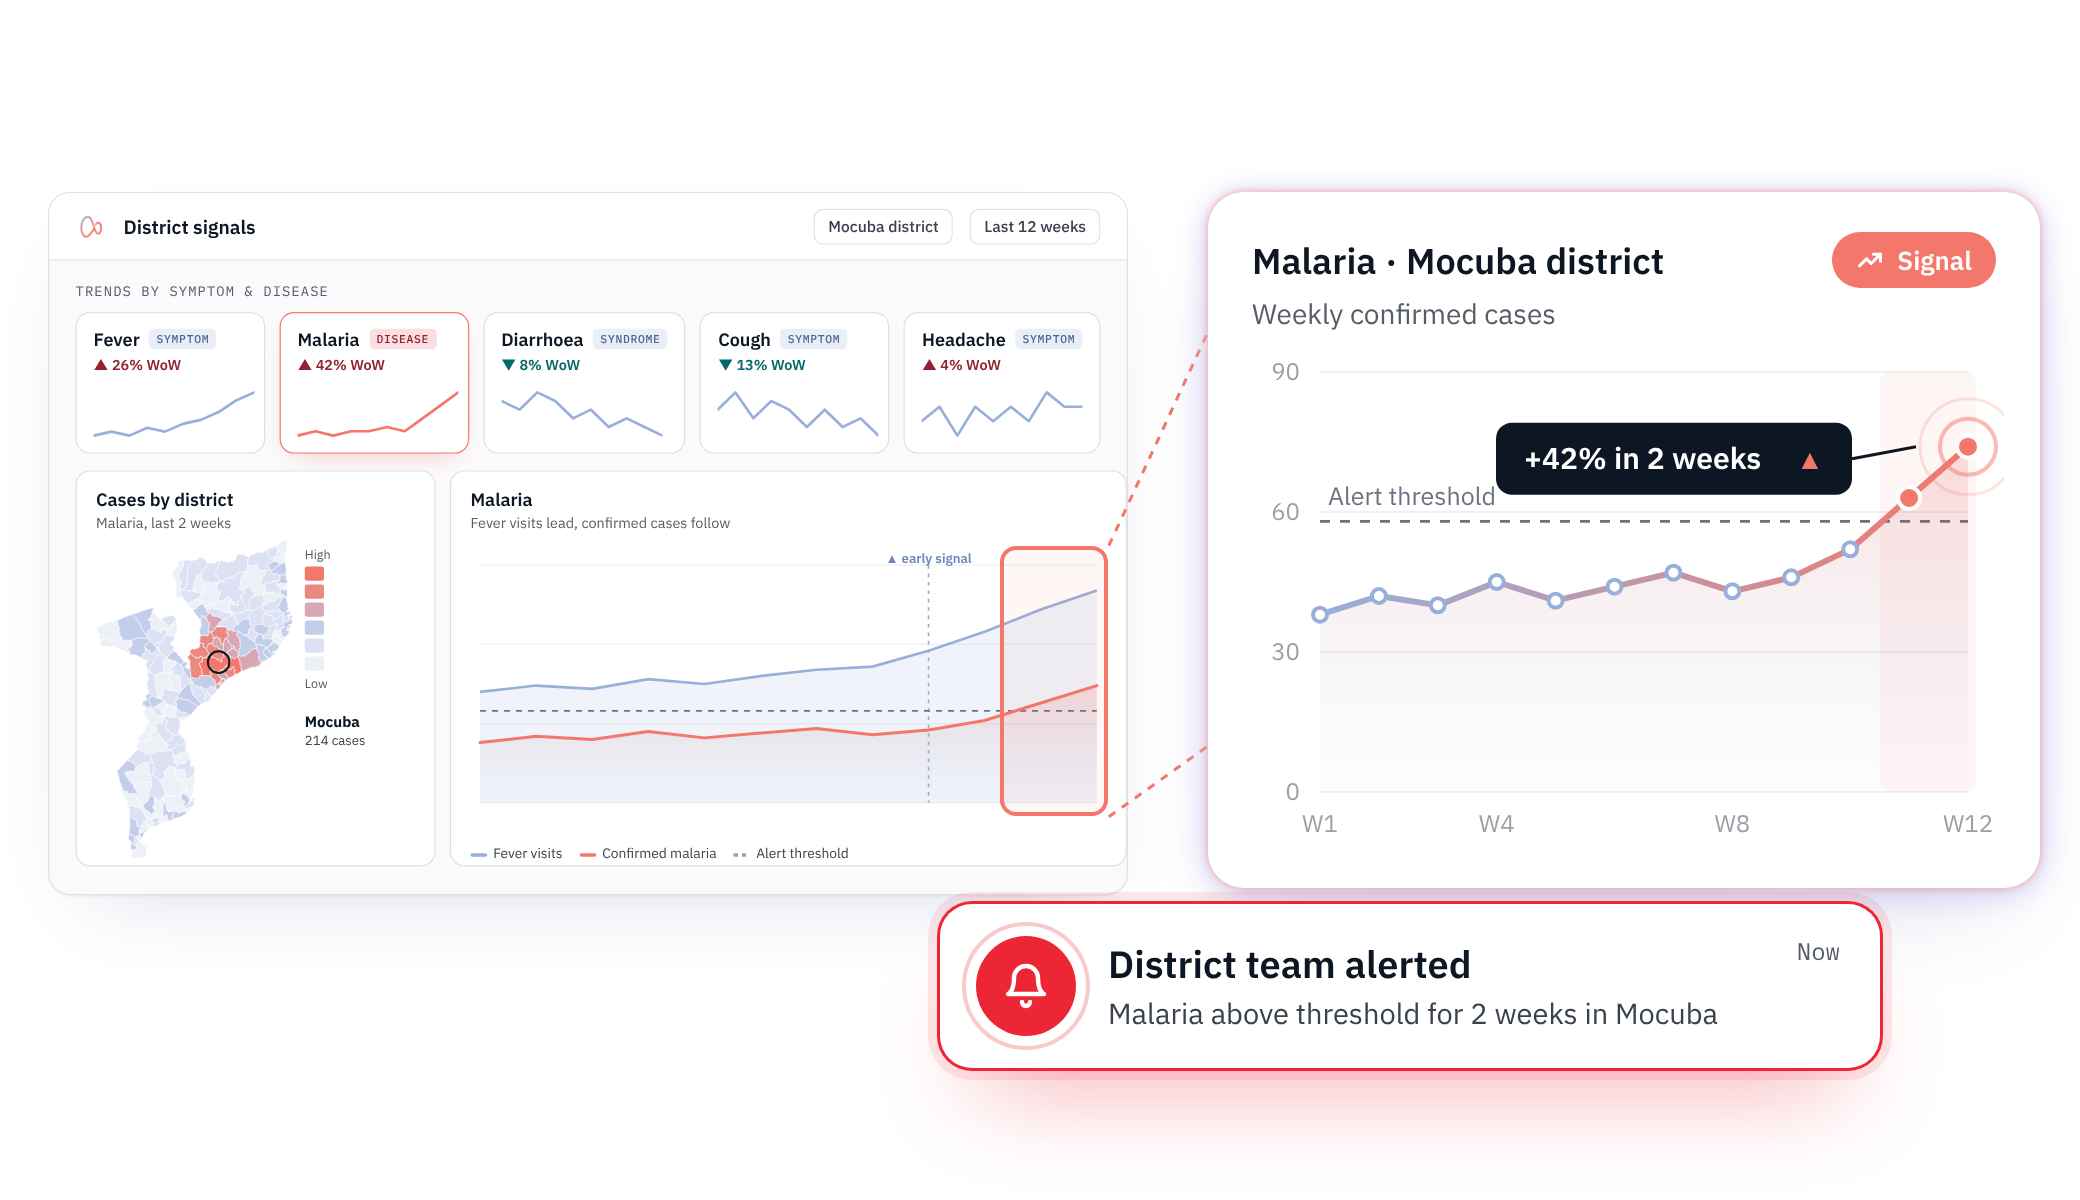 District signals
Mocuba district
Last 12 weeks
TRENDS BY SYMPTOM & DISEASE
Fever SYMPTOM
▲ 26% WoW
Malaria DISEASE
▲ 42% WoW
Diarrhoea SYNDROME
▼ 8% WoW
Cough SYMPTOM
▼ 13% WoW
Headache SYMPTOM
▲ 4% WoW
Cases by district
Malaria, last 2 weeks
High
Low
Mocuba
214 cases
Malaria
Fever visits lead, confirmed cases follow
▲ early signal
Fever visits
Confirmed malaria
Alert threshold
Malaria · Mocuba district
Signal
Weekly confirmed cases
90
+42% in 2 weeks ▲
Alert threshold
60
30
0
W1 W4 W8 W12
District team alerted
Now
Malaria above threshold for 2 weeks in Mocuba